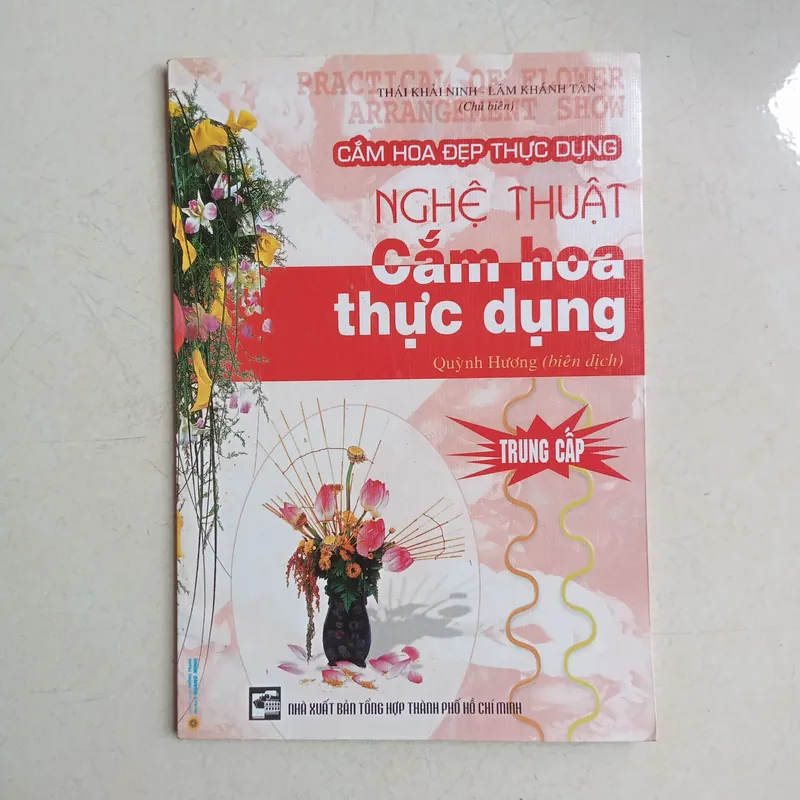 PRACTICAL OF FLOWER
ARRANGEMENT SHOW
THÁI KHẢI NINH - LÂM KHÁNH TÂN
(Chủ biên)
CẮM HOA ĐẸP THỰC DỤNG
NGHỆ THUẬT
Cắm hoa
thực dụng
Quỳnh Hương (biên dịch)
TRUNG CẤP
NHÀ XUẤT BẢN TỔNG HỢP THÀNH PHỐ HỒ CHÍ MINH